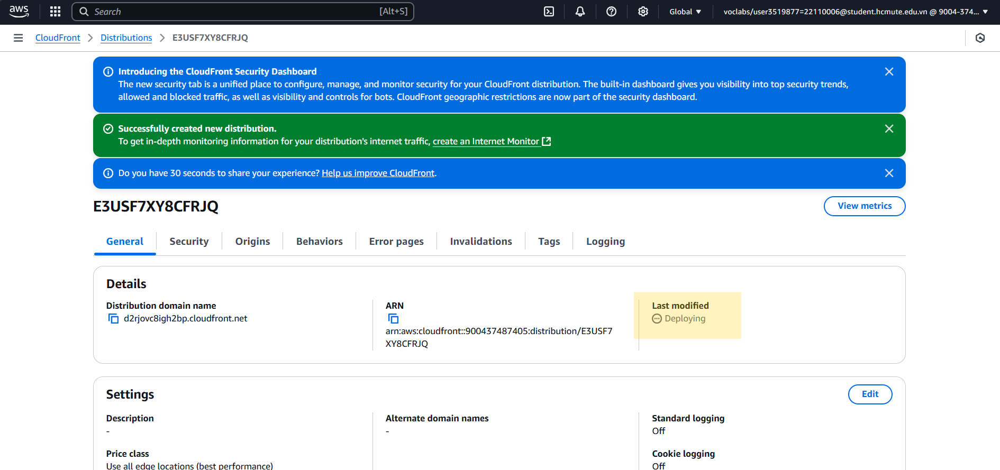 aws
Search [Alt+S]
Global
voclabs/user3519877=22110006@student.hcmute.edu.vn @ 9004-374...
CloudFront
Distributions
E3USF7XY8CFRJQ
Introducing the CloudFront Security Dashboard
The new security tab is a unified place to configure, manage, and monitor security for your CloudFront distribution. The built-in dashboard gives you visibility into top security trends,
allowed and blocked traffic, as well as visibility and controls for bots. CloudFront geographic restrictions are now part of the security dashboard.
Successfully created new distribution.
To get in-depth monitoring information for your distribution's internet traffic, create an Internet Monitor
Do you have 30 seconds to share your experience? Help us improve CloudFront.
E3USF7XY8CFRJQ
View metrics
General
Security
Origins
Behaviors
Error pages
Invalidations
Tags
Logging
Details
Distribution domain name
d2rjovc8igh2bp.cloudfront.net
ARN
arn:aws:cloudfront::900437487405:distribution/E3USF7
XY8CFRJQ
Last modified
Deploying
Settings
Edit
Description
-
Price class
Use all edge locations (best performance)
Alternate domain names
-
Standard logging
Off
Cookie logging
Off